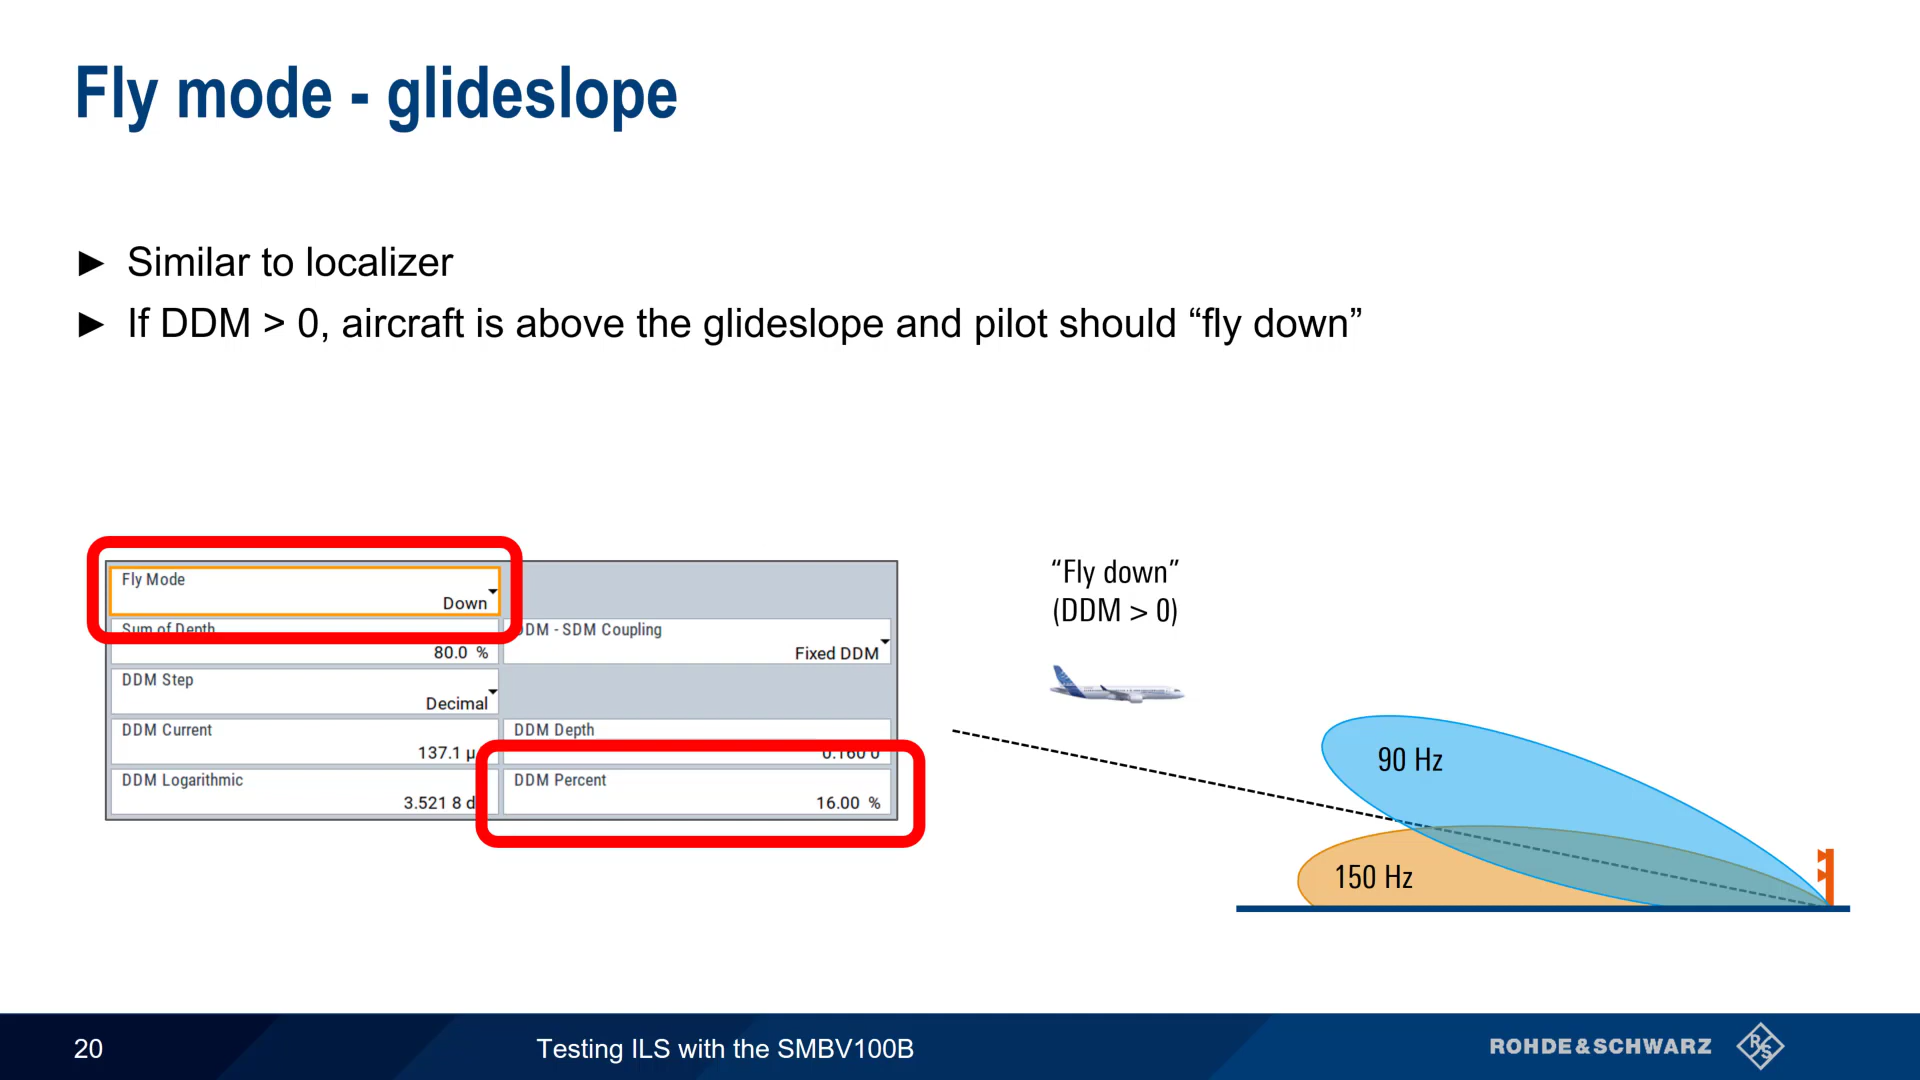 Fly mode - glideslope
► Similar to localizer
► If DDM > 0, aircraft is above the glideslope and pilot should “fly down”
Fly Mode
Down
Sum of Depth
80.0 %
DDM - SDM Coupling
Fixed DDM
DDM Step
Decimal
DDM Current
137.1 µ
DDM Depth
0.160 0
DDM Logarithmic
3.521 8 d
DDM Percent
16.00 %
“Fly down”
(DDM > 0)
90 Hz
150 Hz
20
Testing ILS with the SMBV100B
ROHDE&SCHWARZ
R&S